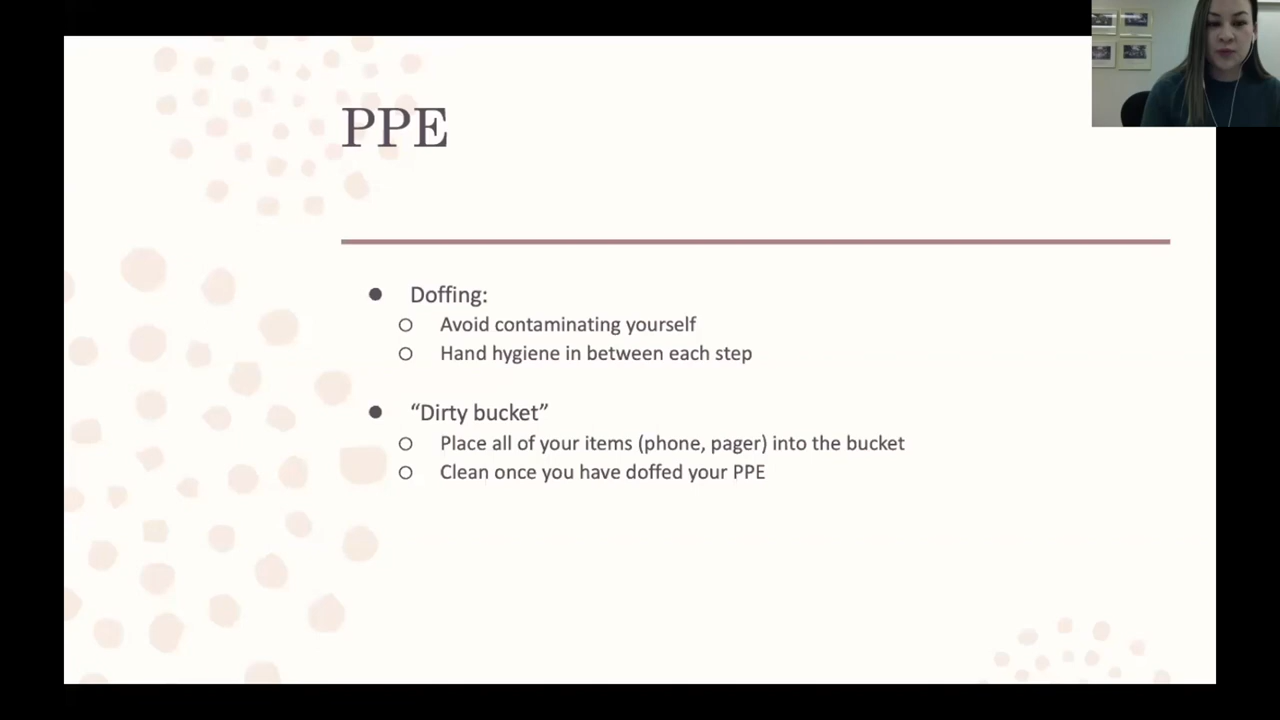 PPE
● Doffing:
○ Avoid contaminating yourself
○ Hand hygiene in between each step
● “Dirty bucket”
○ Place all of your items (phone, pager) into the bucket
○ Clean once you have doffed your PPE